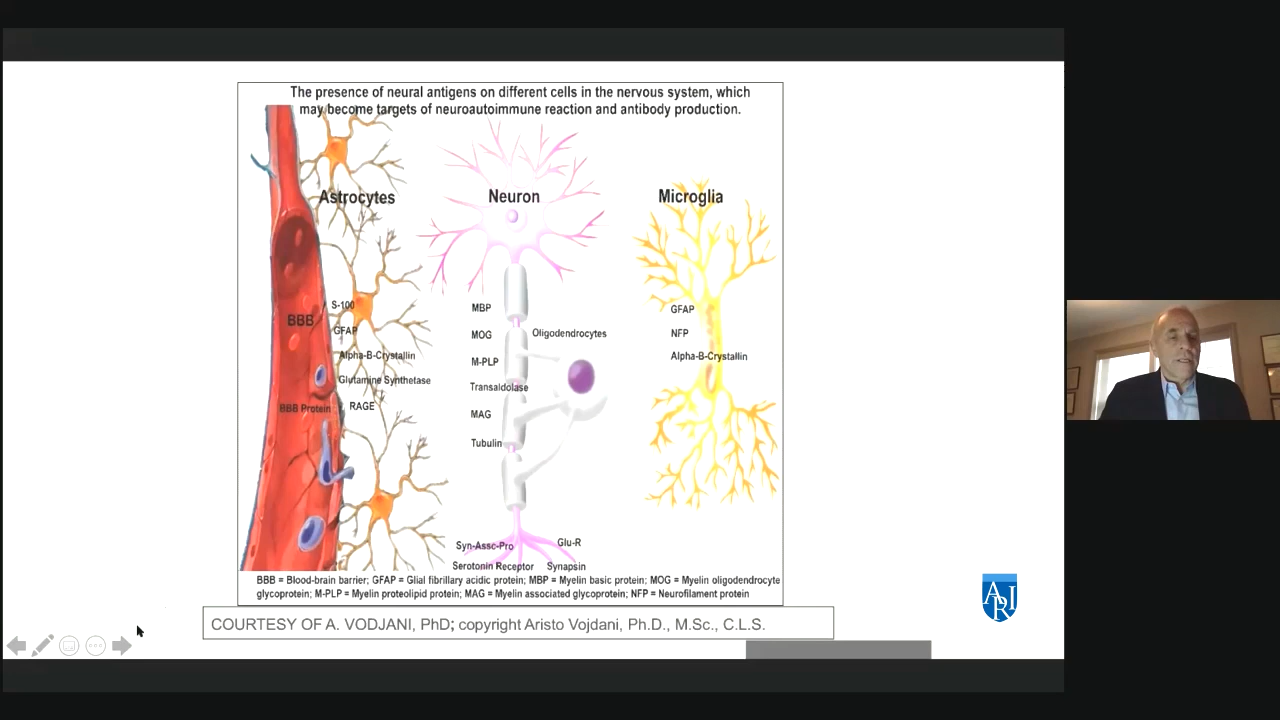 The presence of neural antigens on different cells in the nervous system, which
may become targets of neuroautoimmune reaction and antibody production.
Astrocytes
Neuron
Microglia
S-100
BBB
GFAP
Alpha-B-Crystallin
Glutamine Synthetase
BBB Protein
RAGE
MBP
MOG
Oligodendrocytes
M-PLP
Transaldolase
MAG
Tubulin
GFAP
NFP
Alpha-B-Crystallin
Syn-Assc-Pro
Glu-R
Serotonin Receptor
Synapsin
BBB = Blood-brain barrier; GFAP = Glial fibrillary acidic protein; MBP = Myelin basic protein; MOG = Myelin oligodendrocyte
glycoprotein; M-PLP = Myelin proteolipid protein; MAG = Myelin associated glycoprotein; NFP = Neurofilament protein
COURTESY OF A. VODJANI, PhD; copyright Aristo Vojdani, Ph.D., M.Sc., C.L.S.
ARI